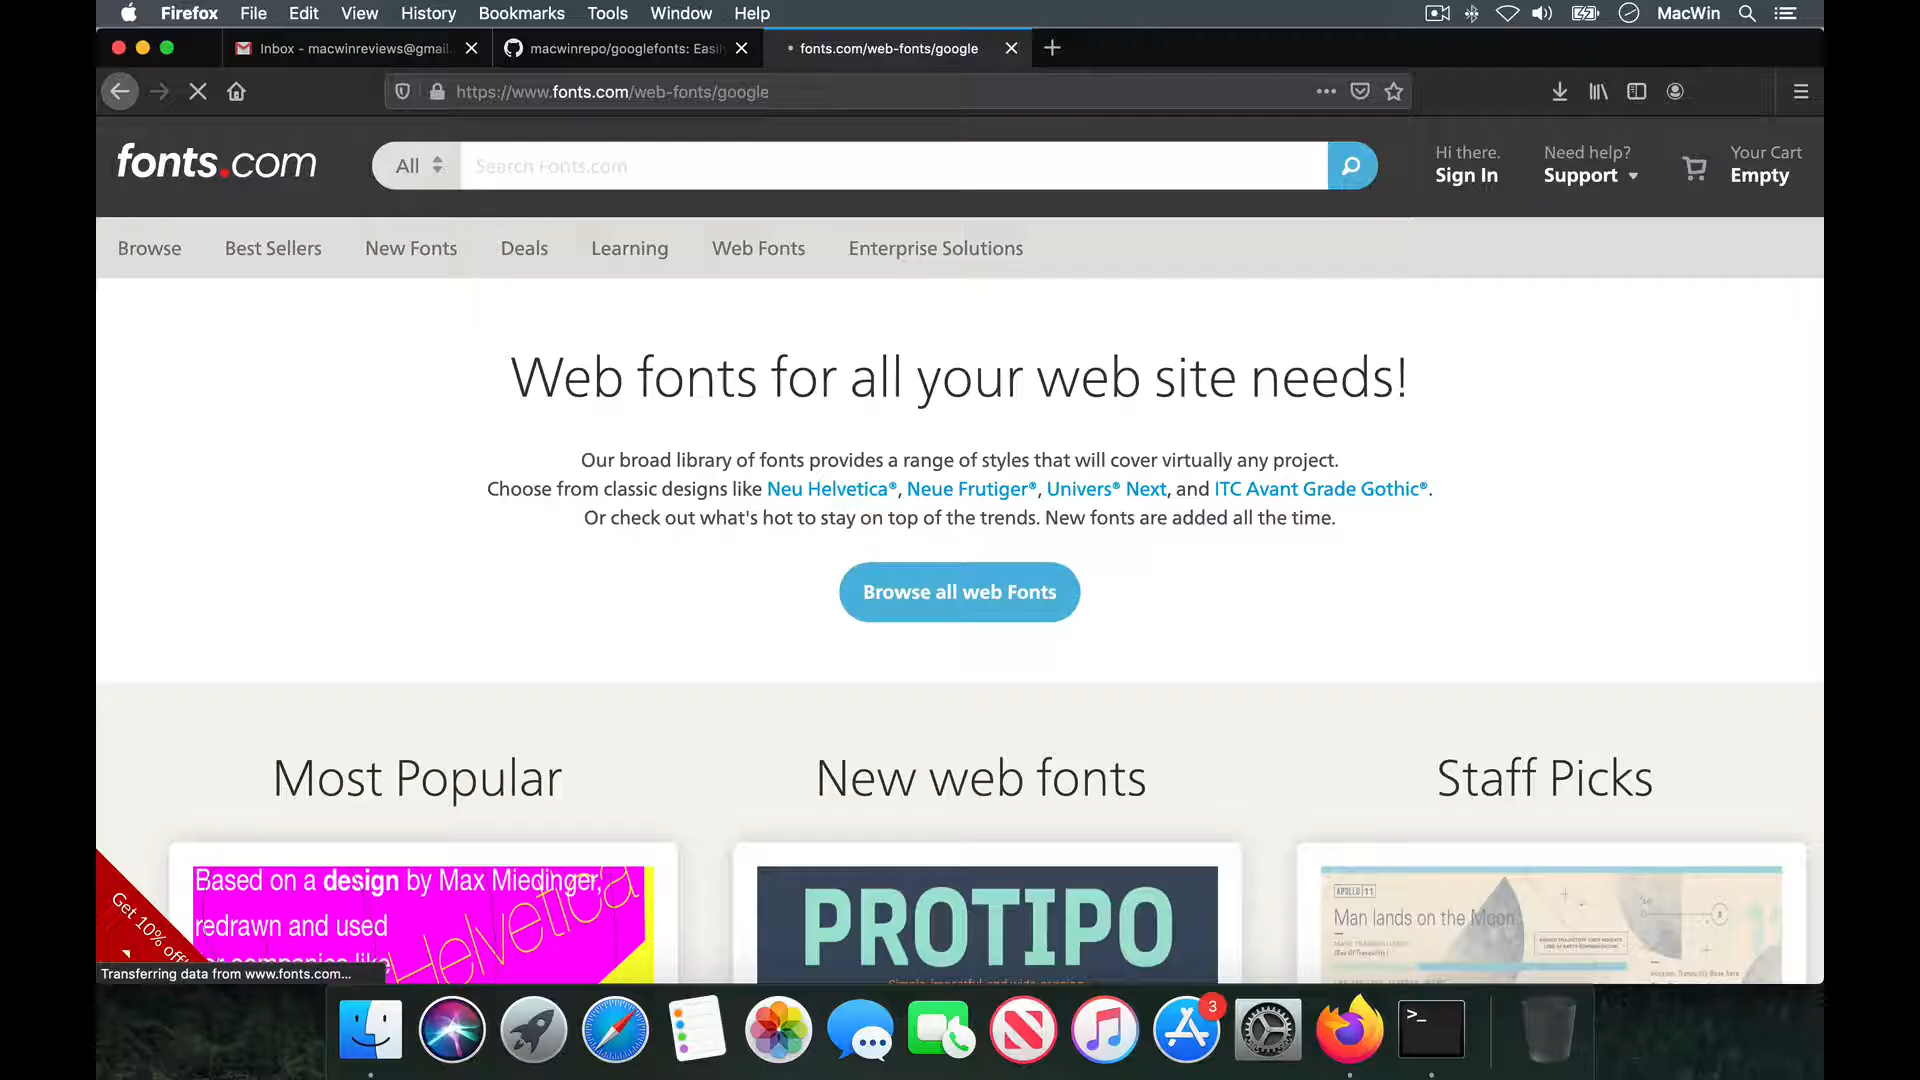 Firefox File Edit View History Bookmarks Tools Window Help MacWin
Inbox - macwinreviews@gmail. macwinrepo/googlefonts: Easil fonts.com/web-fonts/google
https://www.fonts.com/web-fonts/google
fonts.com
All
Search Fonts.com
Hi there.
Sign In
Need help?
Support
Your Cart
Empty
Browse Best Sellers New Fonts Deals Learning Web Fonts Enterprise Solutions
Web fonts for all your web site needs!
Our broad library of fonts provides a range of styles that will cover virtually any project.
Choose from classic designs like Neu Helvetica®, Neue Frutiger®, Univers® Next, and ITC Avant Grade Gothic®.
Or check out what's hot to stay on top of the trends. New fonts are added all the time.
Browse all web Fonts
Most Popular
New web fonts
Staff Picks
Based on a design by Max Miedinger,
redrawn and used
for companies like
Helvetica
PROTIPO
APOLLO 11
Man lands on the Moon
Get 10% off!
Transferring data from www.fonts.com...
3
>_